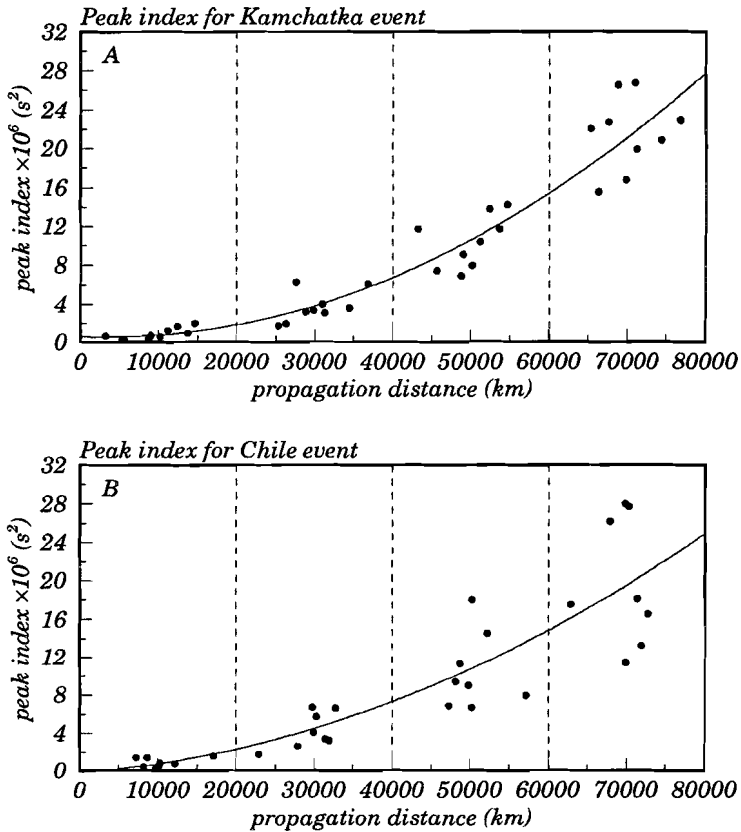 Peak index for Kamchatka event
A
32
28
24
20
16
12
8
4
0
peak index ×10⁶ (s²)
0 10000 20000 30000 40000 50000 60000 70000 80000
propagation distance (km)
Peak index for Chile event
B
32
28
24
20
16
12
8
4
0
peak index ×10⁶ (s²)
0 10000 20000 30000 40000 50000 60000 70000 80000
propagation distance (km)